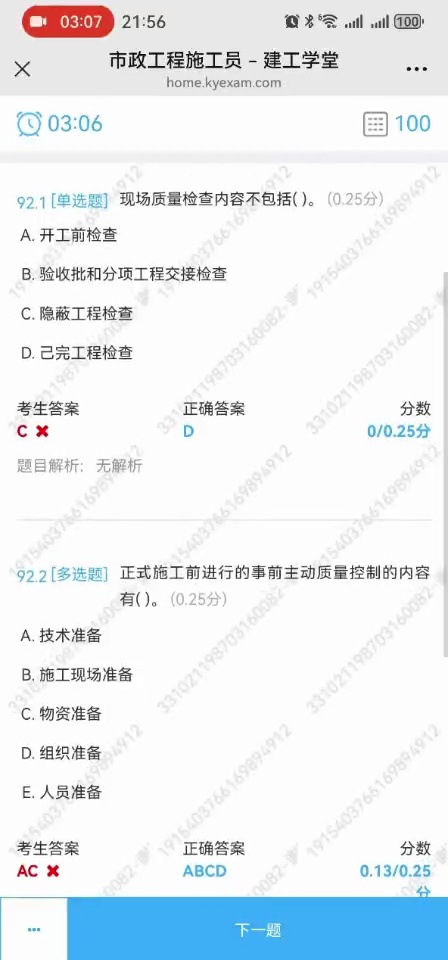 03:07 21:56 100
市政工程施工员 – 建工学堂
home.kyexam.com
03:06 100
92.1 [单选题] 现场质量检查内容不包括( )。 (0.25分)
A. 开工前检查
B. 验收批和分项工程交接检查
C. 隐蔽工程检查
D. 己完工程检查
考生答案 正确答案 分数
C D 0/0.25分
题目解析： 无解析
92.2 [多选题] 正式施工前进行的事前主动质量控制的内容
有( )。 (0.25分)
A. 技术准备
B. 施工现场准备
C. 物资准备
D. 组织准备
E. 人员准备
考生答案 正确答案 分数
AC ABCD 0.13/0.25
分
下一题